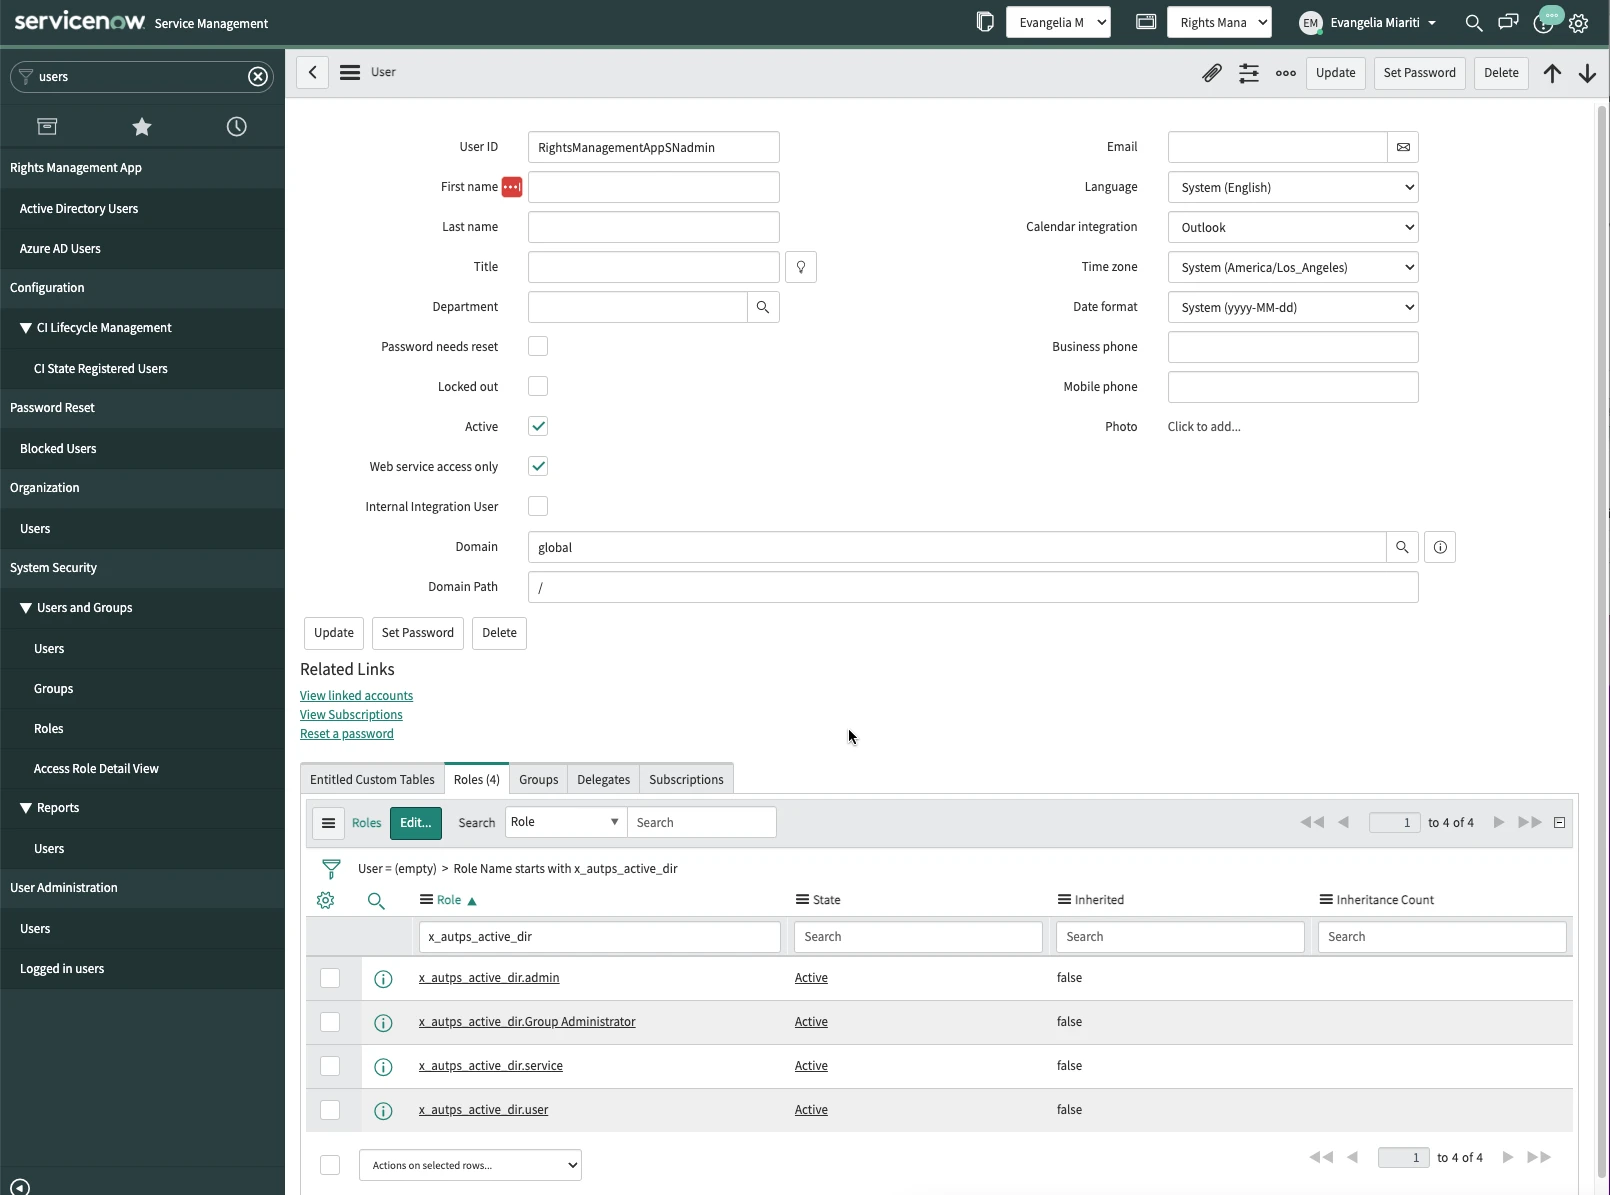 servicenow Service Management
Evangelia M
Rights Mana
EM Evangelia Miariti
users
User
Update
Set Password
Delete
Rights Management App
Active Directory Users
Azure AD Users
Configuration
CI Lifecycle Management
CI State Registered Users
Password Reset
Blocked Users
Organization
Users
System Security
Users and Groups
Users
Groups
Roles
Access Role Detail View
Reports
Users
User Administration
Users
Logged in users
User ID RightsManagementAppSNadmin
First name
Last name
Title
Department
Password needs reset
Locked out
Active
Web service access only
Internal Integration User
Domain global
Domain Path /
Email
Language System (English)
Calendar integration Outlook
Time zone System (America/Los_Angeles)
Date format System (yyyy-MM-dd)
Business phone
Mobile phone
Photo Click to add...
Update Set Password Delete
Related Links
View linked accounts
View Subscriptions
Reset a password
Entitled Custom Tables Roles (4) Groups Delegates Subscriptions
Roles Edit... Search Role Search 1 to 4 of 4
User = (empty) > Role Name starts with x_autps_active_dir
Role State Inherited Inheritance Count
x_autps_active_dir Search Search Search
x_autps_active_dir.admin Active false
x_autps_active_dir.Group Administrator Active false
x_autps_active_dir.service Active false
x_autps_active_dir.user Active false
Actions on selected rows... 1 to 4 of 4